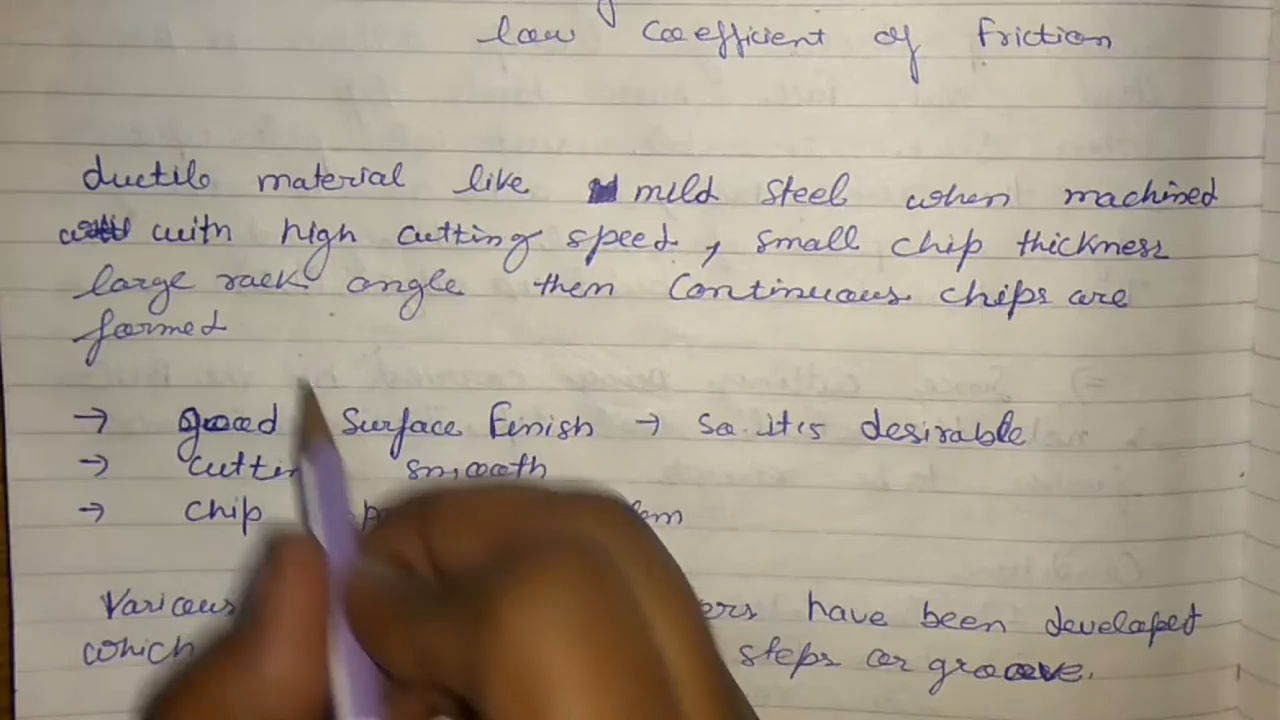 low coefficient of friction
ductile material like mild steel when machined
with high cutting speed, small chip thickness
large rack angle then continuous chips are
formed
→ good surface finish → so it is desirable
→ smooth
→ chip
Various have been developed
which steps or groove.